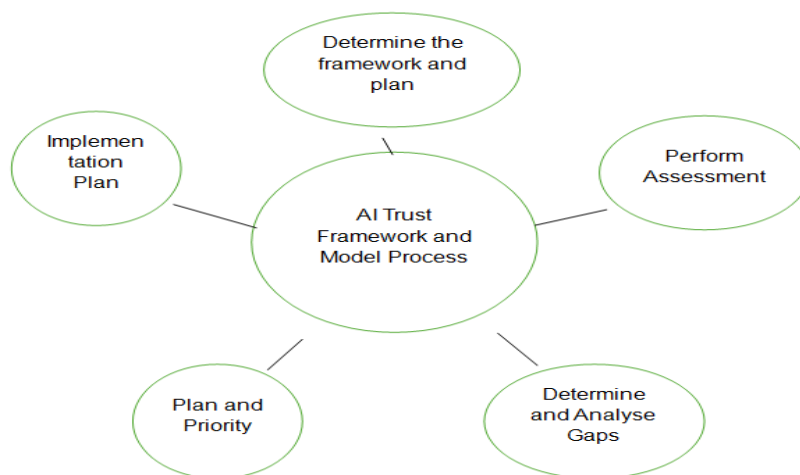 Determine the
framework and
plan
Implemen
tation
Plan
Perform
Assessment
AI Trust
Framework and
Model Process
Plan and
Priority
Determine
and Analyse
Gaps